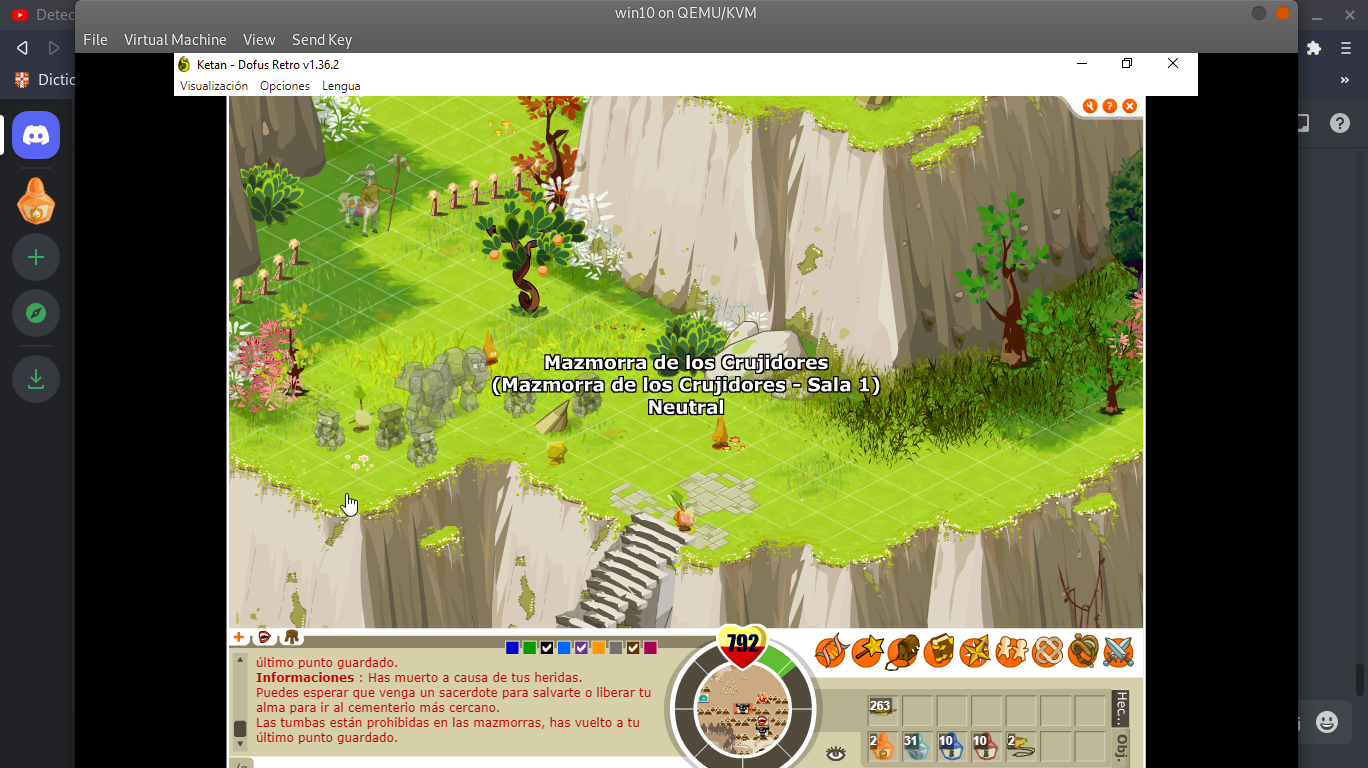 Detec
win10 on QEMU/KVM
File Virtual Machine View Send Key
Dictio
»
Ketan - Dofus Retro v1.36.2
Visualización Opciones Lengua
Mazmorra de los Crujidores
(Mazmorra de los Crujidores - Sala 1)
Neutral
792
último punto guardado.
Informaciones : Has muerto a causa de tus heridas.
Puedes esperar que venga un sacerdote para salvarte o liberar tu
alma para ir al cementerio más cercano.
Las tumbas están prohibidas en las mazmorras, has vuelto a tu
último punto guardado.
263
Hec...
2 31 10 10 2
Obj.